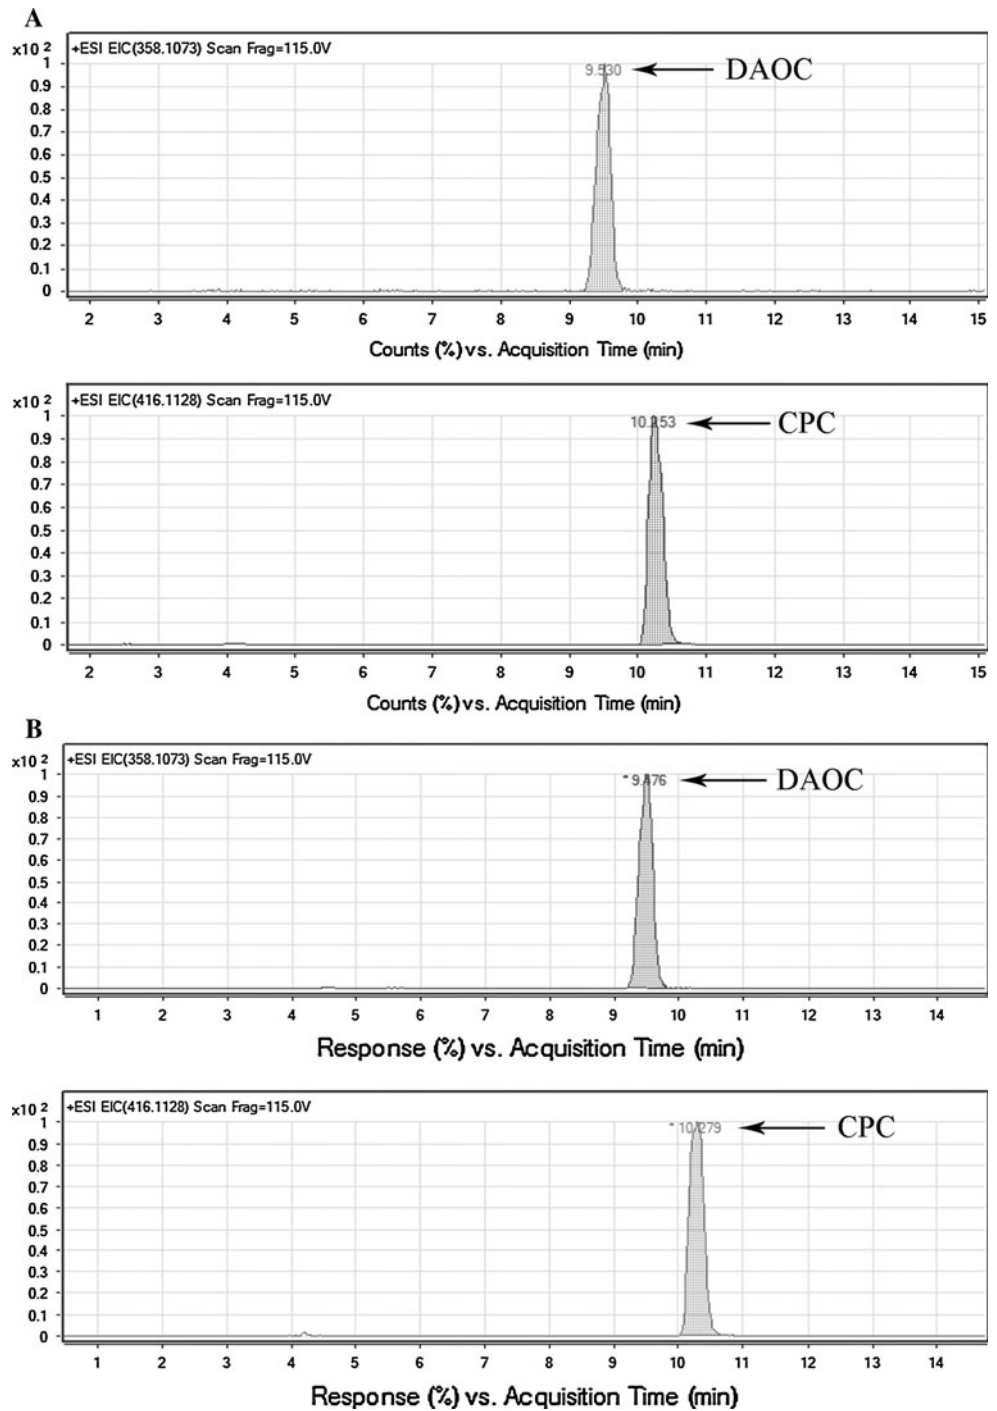 A
x10 2
+ESI EIC(358.1073) Scan Frag=115.0V
1
9.530
DAOC
0.9
0.8
0.7
0.6
0.5
0.4
0.3
0.2
0.1
0
2 3 4 5 6 7 8 9 10 11 12 13 14 15
Counts (%) vs. Acquisition Time (min)
x10 2
+ESI EIC(416.1128) Scan Frag=115.0V
1
10.253
CPC
0.9
0.8
0.7
0.6
0.5
0.4
0.3
0.2
0.1
0
2 3 4 5 6 7 8 9 10 11 12 13 14 15
Counts (%) vs. Acquisition Time (min)
B
x10 2
+ESI EIC(358.1073) Scan Frag=115.0V
1
* 9.476
DAOC
0.9
0.8
0.7
0.6
0.5
0.4
0.3
0.2
0.1
0
1 2 3 4 5 6 7 8 9 10 11 12 13 14
Response (%) vs. Acquisition Time (min)
x10 2
+ESI EIC(416.1128) Scan Frag=115.0V
1
* 10.279
CPC
0.9
0.8
0.7
0.6
0.5
0.4
0.3
0.2
0.1
0
1 2 3 4 5 6 7 8 9 10 11 12 13 14
Response (%) vs. Acquisition Time (min)